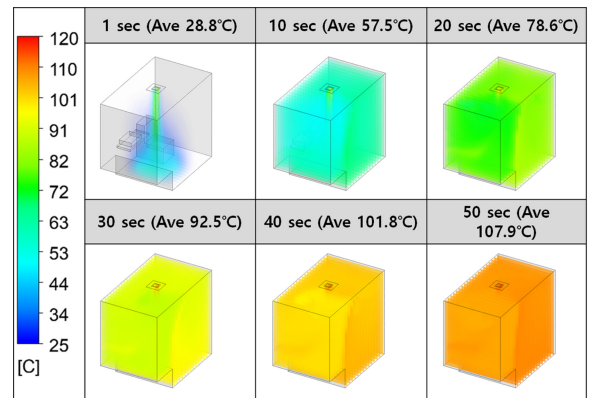 120
110
101
91
82
72
63
53
44
34
25
[C]
1 sec (Ave 28.8℃)
10 sec (Ave 57.5℃)
20 sec (Ave 78.6℃)
30 sec (Ave 92.5℃)
40 sec (Ave 101.8℃)
50 sec (Ave
107.9℃)